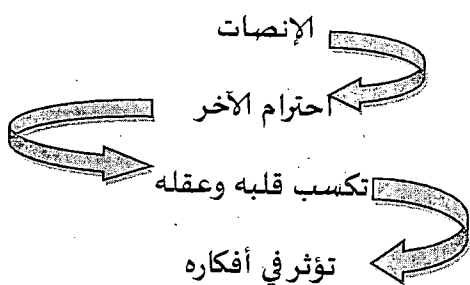 الإنصات
احترام الآخر
تكسب قلبه وعقله
تؤثر في أفكاره